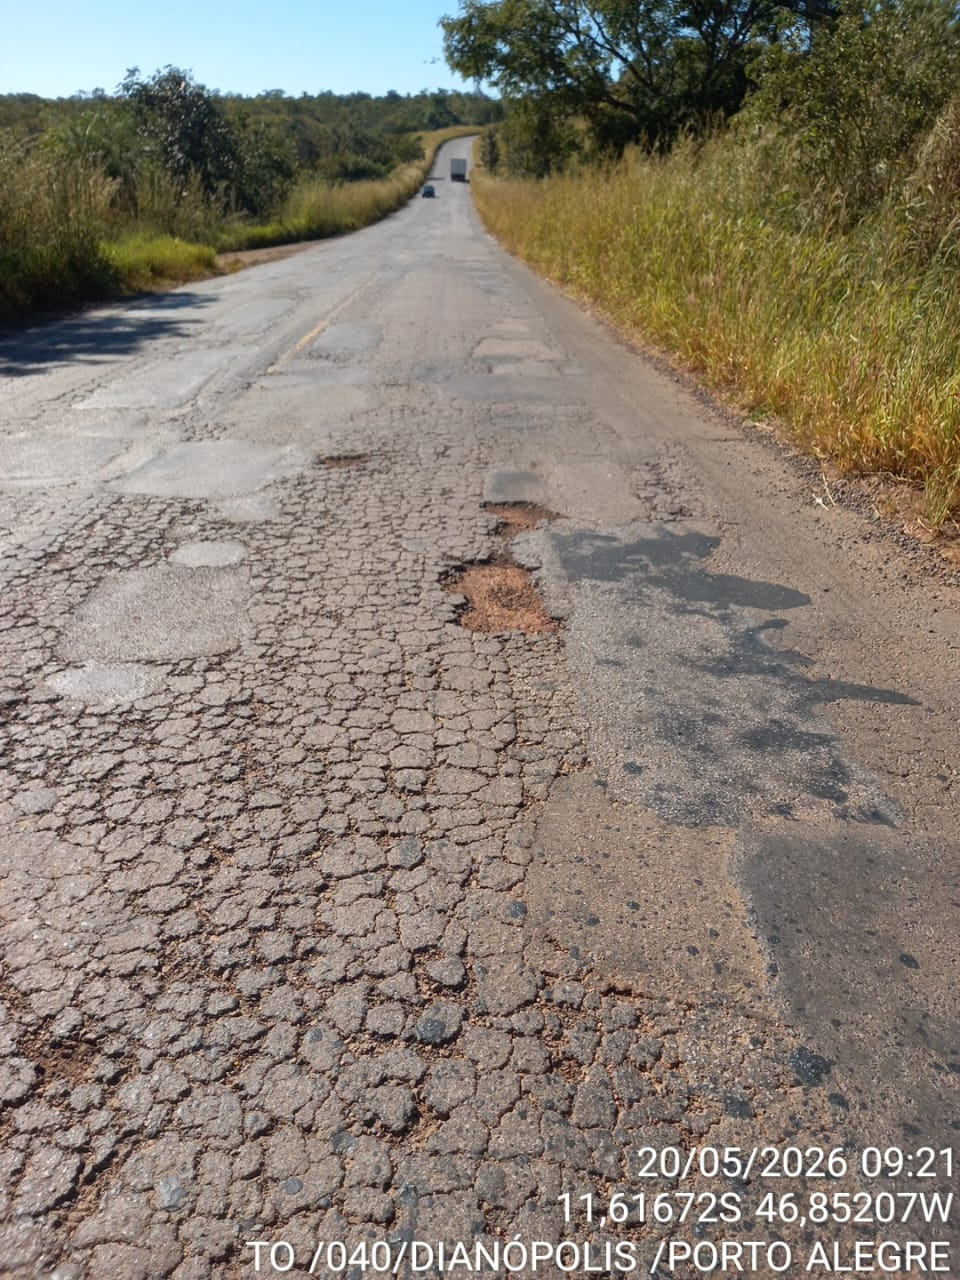 20/05/2026 09:21
11,61672S 46,85207W
TO /040/DIANÓPOLIS /PORTO ALEGRE